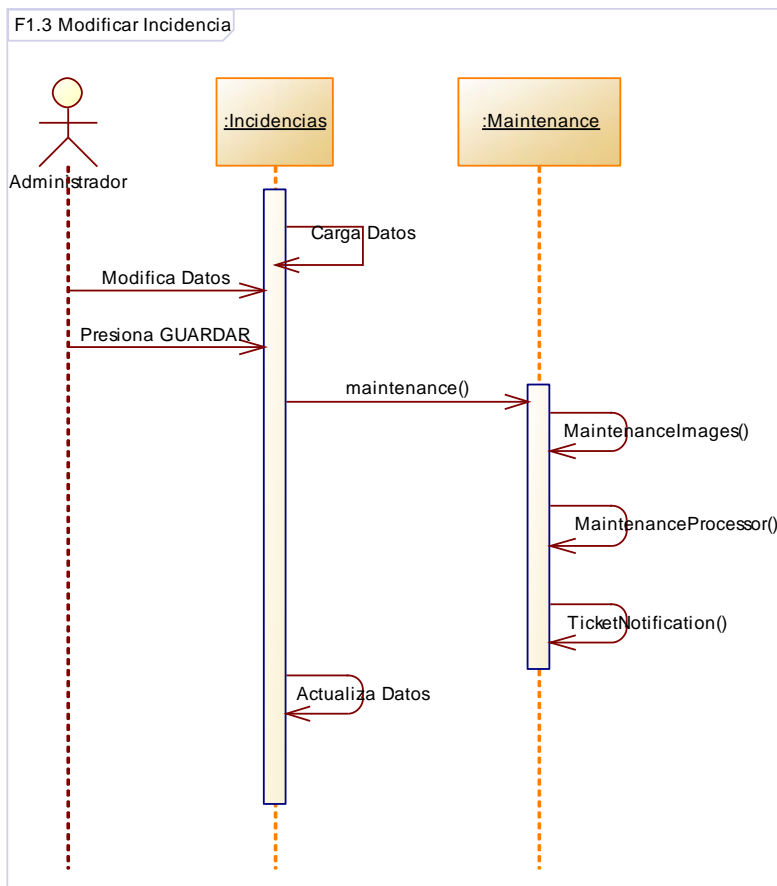 F1.3 Modificar Incidencia
:Incidencias
:Maintenance
Administrador
Carga Datos
Modifica Datos
Presiona GUARDAR
maintenance()
MaintenanceImages()
MaintenanceProcessor()
TicketNotification()
Actualiza Datos